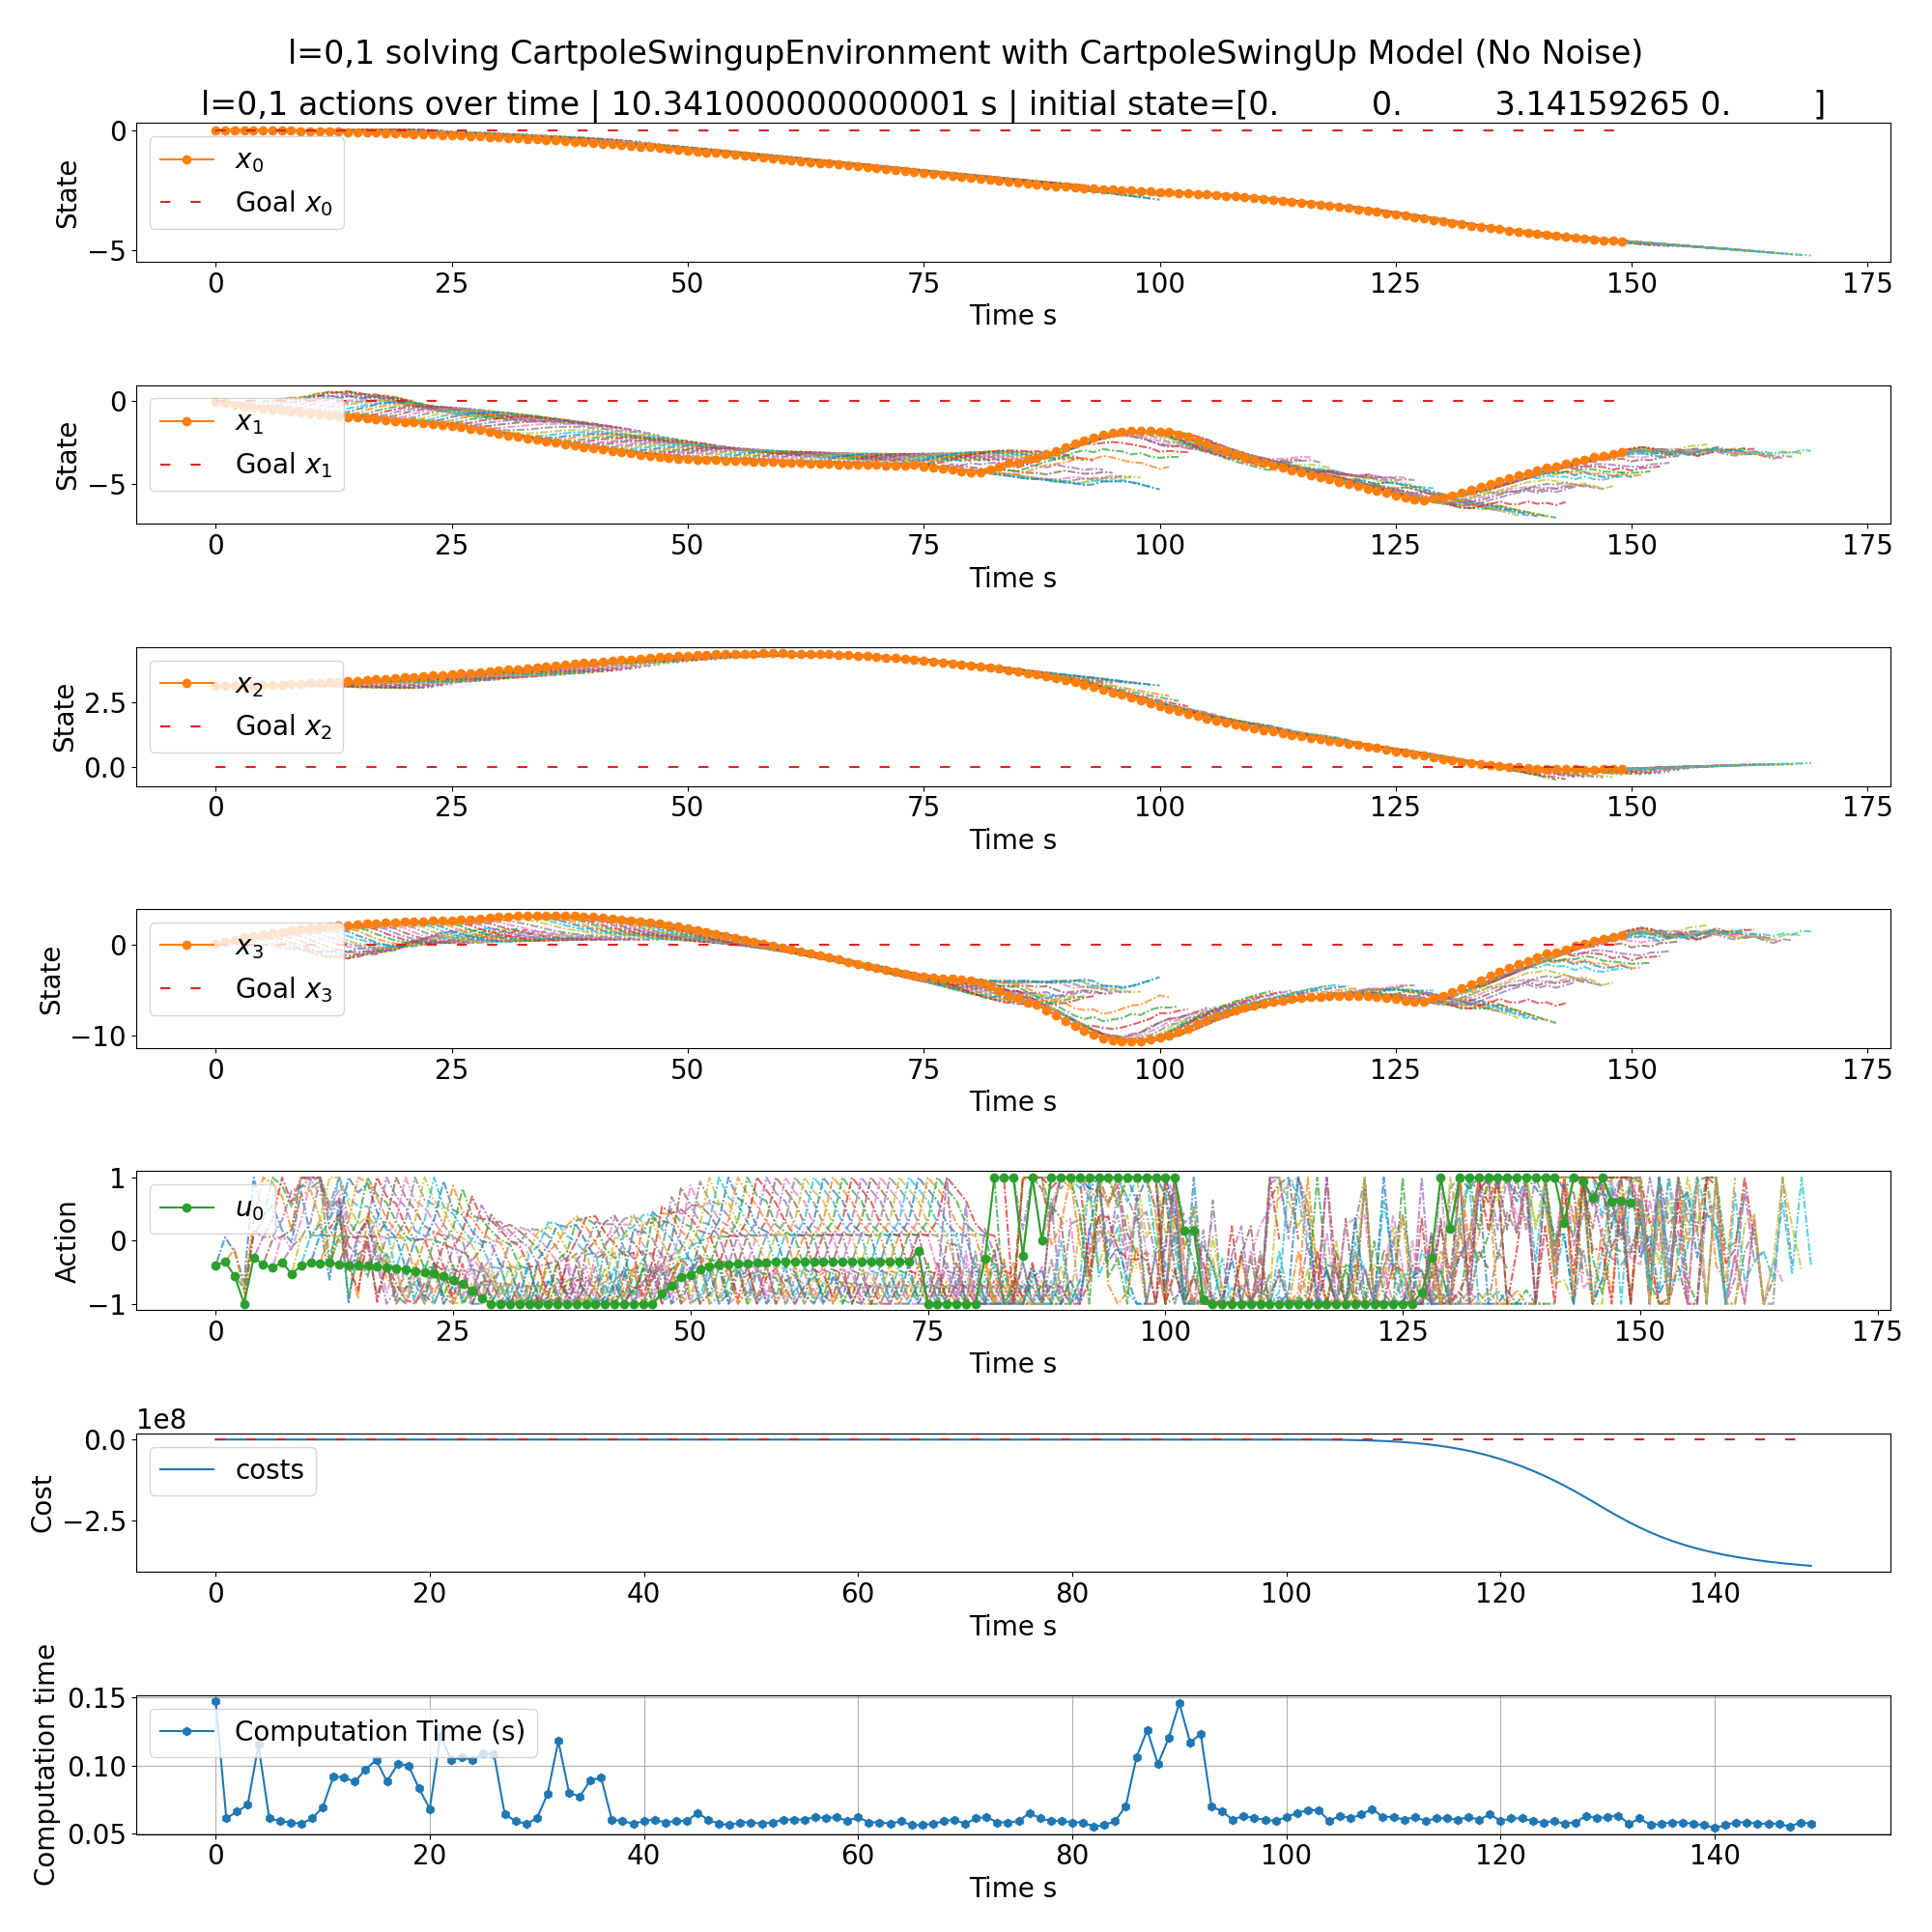 l=0,1 solving CartpoleSwingupEnvironment with CartpoleSwingUp Model (No Noise)
l=0,1 actions over time | 10.341000000000001 s | initial state=[0. 0. 3.14159265 0. ]
State
0
−5
x0
Goal x0
0 25 50 75 100 125 150 175
Time s
State
0
−5
x1
Goal x1
0 25 50 75 100 125 150 175
Time s
State
2.5
0.0
x2
Goal x2
0 25 50 75 100 125 150 175
Time s
State
0
−10
x3
Goal x3
0 25 50 75 100 125 150 175
Time s
Action
1
0
−1
u0
0 25 50 75 100 125 150 175
Time s
1e8
Cost
0.0
−2.5
costs
0 20 40 60 80 100 120 140
Time s
Computation time
0.15
0.10
0.05
Computation Time (s)
0 20 40 60 80 100 120 140
Time s